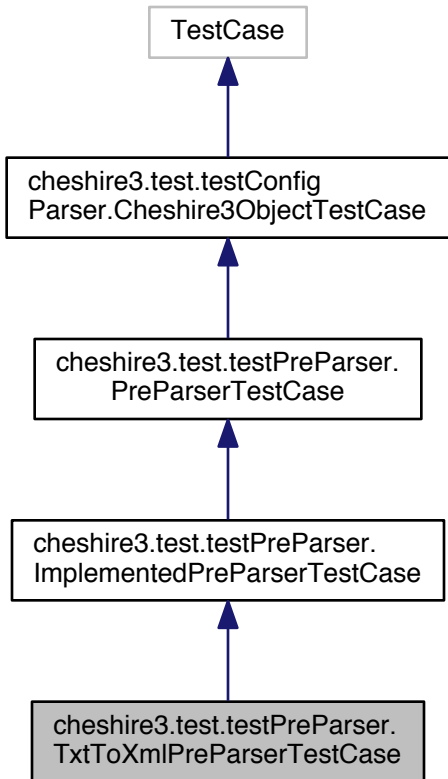 TestCase
cheshire3.test.testConfig
Parser.Cheshire3ObjectTestCase
cheshire3.test.testPreParser.
PreParserTestCase
cheshire3.test.testPreParser.
ImplementedPreParserTestCase
cheshire3.test.testPreParser.
TxtToXmlPreParserTestCase